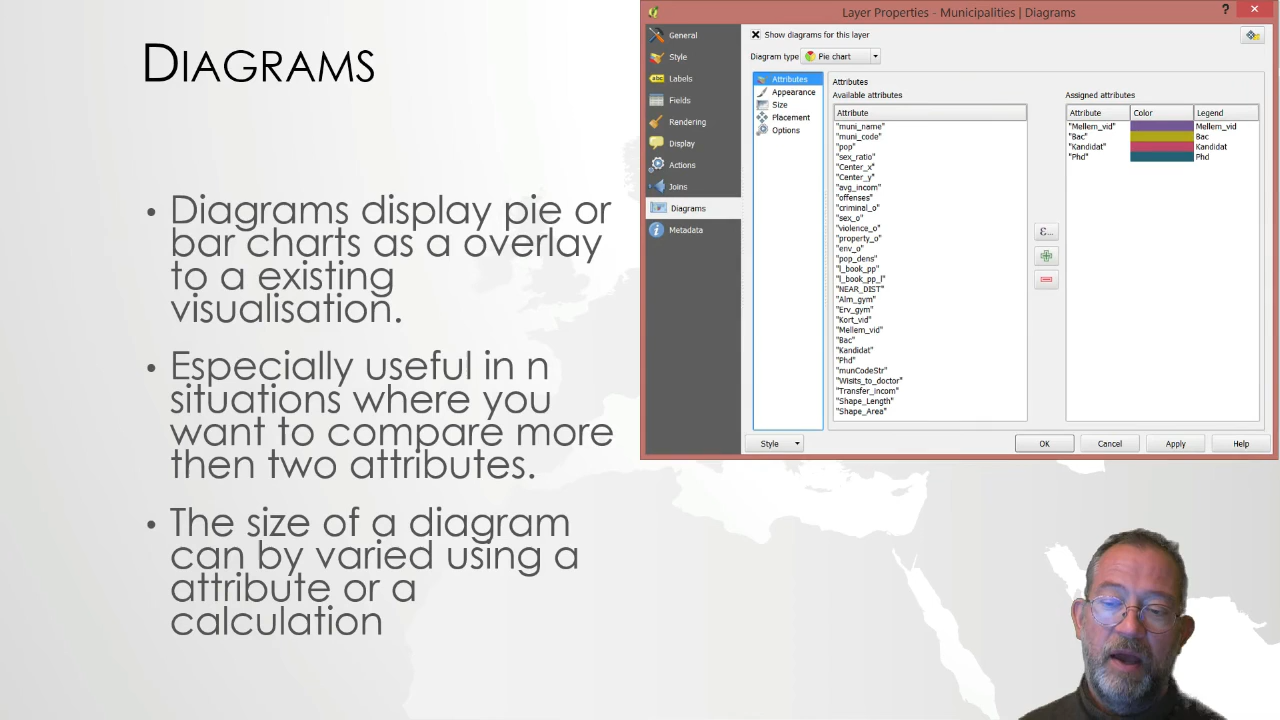 DIAGRAMS
• Diagrams display pie or
bar charts as a overlay
to a existing
visualisation.
• Especially useful in n
situations where you
want to compare more
then two attributes.
• The size of a diagram
can by varied using a
attribute or a
calculation
Layer Properties - Municipalities | Diagrams
?
General
Style
abc Labels
Fields
Rendering
Display
Actions
Joins
Diagrams
Metadata
Show diagrams for this layer
Diagram type Pie chart
Attributes
Appearance
Size
Placement
Options
Attributes
Available attributes
Attribute
"muni_name"
"muni_code"
"pop"
"sex_ratio"
"Center_x"
"Center_y"
"avg_incom"
"offenses"
"criminal_o"
"sex_o"
"violence_o"
"property_o"
"env_o"
"pop_dens"
"l_book_pp"
"l_book_pp_l"
"NEAR_DIST"
"Alm_gym"
"Erv_gym"
"Kort_vid"
"Mellem_vid"
"Bac"
"Kandidat"
"Phd"
"munCodeStr"
"Wisits_to_doctor"
"Transfer_incom"
"Shape_Length"
"Shape_Area"
ε...
Assigned attributes
Attribute Color Legend
"Mellem_vid" Mellem_vid
"Bac" Bac
"Kandidat" Kandidat
"Phd" Phd
Style
OK
Cancel
Apply
Help